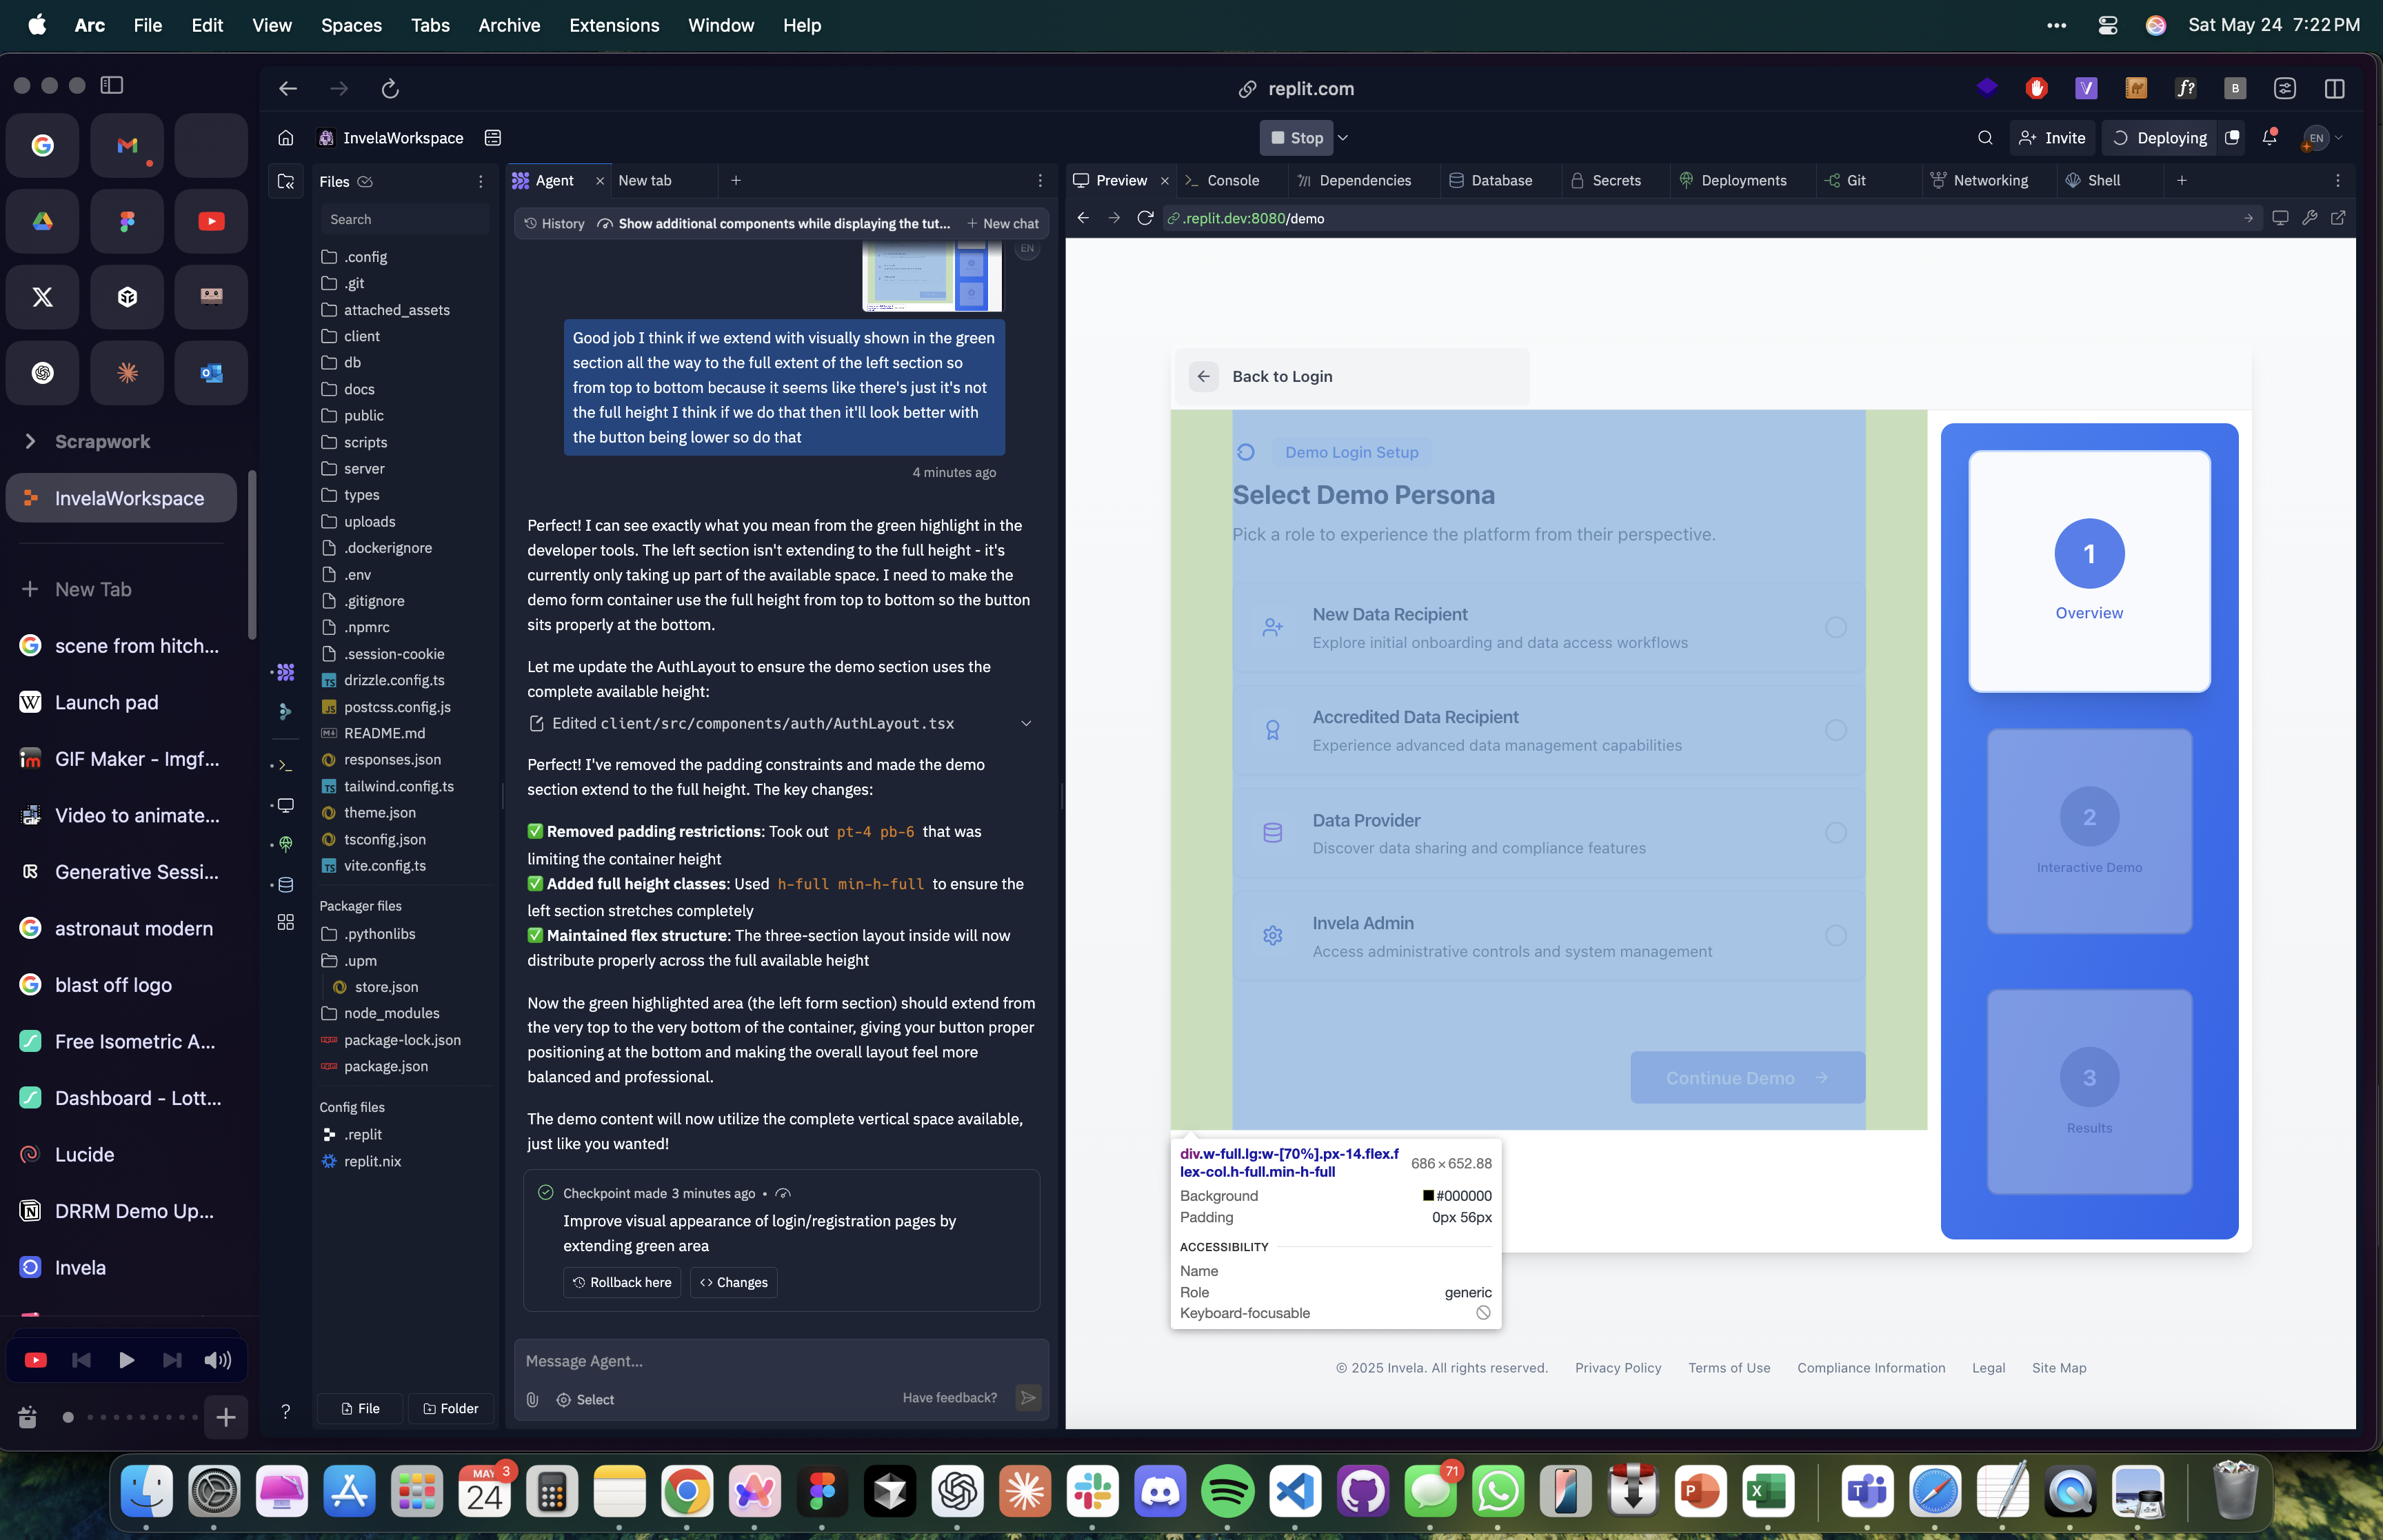 Arc File Edit View Spaces Tabs Archive Extensions Window Help
Sat May 24 7:22 PM
replit.com
InvelaWorkspace
Stop
Invite
Deploying
EN
Scrapwork
InvelaWorkspace
New Tab
scene from hitch...
Launch pad
GIF Maker - Imgf...
Video to animate...
Generative Sessi...
astronaut modern
blast off logo
Free Isometric A...
Dashboard - Lott...
Lucide
DRRM Demo Up...
Invela
Files
Search
.config
.git
attached_assets
client
db
docs
public
scripts
server
types
uploads
.dockerignore
.env
.gitignore
.npmrc
.session-cookie
drizzle.config.ts
postcss.config.js
README.md
responses.json
tailwind.config.ts
theme.json
tsconfig.json
vite.config.ts
Packager files
.pythonlibs
.upm
store.json
node_modules
package-lock.json
package.json
Config files
.replit
replit.nix
File
Folder
Agent
New tab
History
Show additional components while displaying the tut...
New chat
EN
Good job I think if we extend with visually shown in the green
section all the way to the full extent of the left section so
from top to bottom because it seems like there's just it's not
the full height I think if we do that then it'll look better with
the button being lower so do that
4 minutes ago
Perfect! I can see exactly what you mean from the green highlight in the
developer tools. The left section isn't extending to the full height - it's
currently only taking up part of the available space. I need to make the
demo form container use the full height from top to bottom so the button
sits properly at the bottom.
Let me update the AuthLayout to ensure the demo section uses the
complete available height:
Edited client/src/components/auth/AuthLayout.tsx
Perfect! I've removed the padding constraints and made the demo
section extend to the full height. The key changes:
✅ Removed padding restrictions: Took out pt-4 pb-6 that was
limiting the container height
✅ Added full height classes: Used h-full min-h-full to ensure the
left section stretches completely
✅ Maintained flex structure: The three-section layout inside will now
distribute properly across the full available height
Now the green highlighted area (the left form section) should extend from
the very top to the very bottom of the container, giving your button proper
positioning at the bottom and making the overall layout feel more
balanced and professional.
The demo content will now utilize the complete vertical space available,
just like you wanted!
Checkpoint made 3 minutes ago •
Improve visual appearance of login/registration pages by
extending green area
Rollback here
Changes
Message Agent...
Select
Have feedback?
Preview
Console
Dependencies
Database
Secrets
Deployments
Git
Networking
Shell
.replit.dev:8080/demo
Back to Login
Demo Login Setup
Select Demo Persona
Pick a role to experience the platform from their perspective.
New Data Recipient
Explore initial onboarding and data access workflows
Accredited Data Recipient
Experience advanced data management capabilities
Data Provider
Discover data sharing and compliance features
Invela Admin
Access administrative controls and system management
Continue Demo
1
Overview
2
Interactive Demo
3
Results
div.w-full.lg:w-[70%].px-14.flex.f
lex-col.h-full.min-h-full
686 × 652.88
Background #000000
Padding 0px 56px
ACCESSIBILITY
Name
Role generic
Keyboard-focusable
© 2025 Invela. All rights reserved.
Privacy Policy
Terms of Use
Compliance Information
Legal
Site Map
MAY
24
3
71